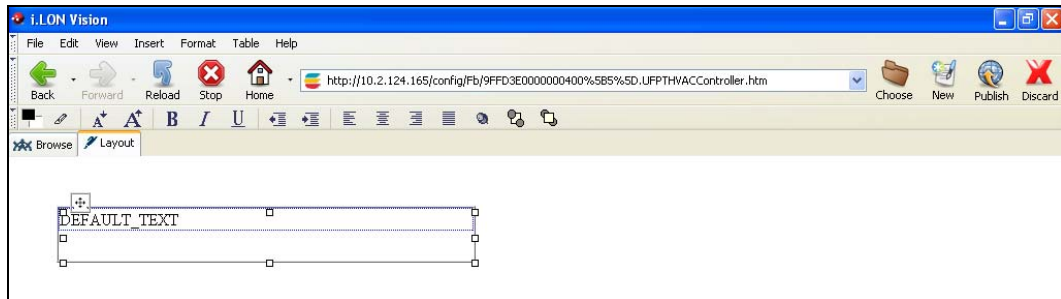 i.LON Vision
File Edit View Insert Format Table Help
Back Forward Reload Stop Home http://10.2.124.165/config/Fb/9FFD3E0000000400%5B5%5D.UFPTHVACController.htm Choose New Publish Discard
A A B I U
Browse Layout
DEFAULT_TEXT